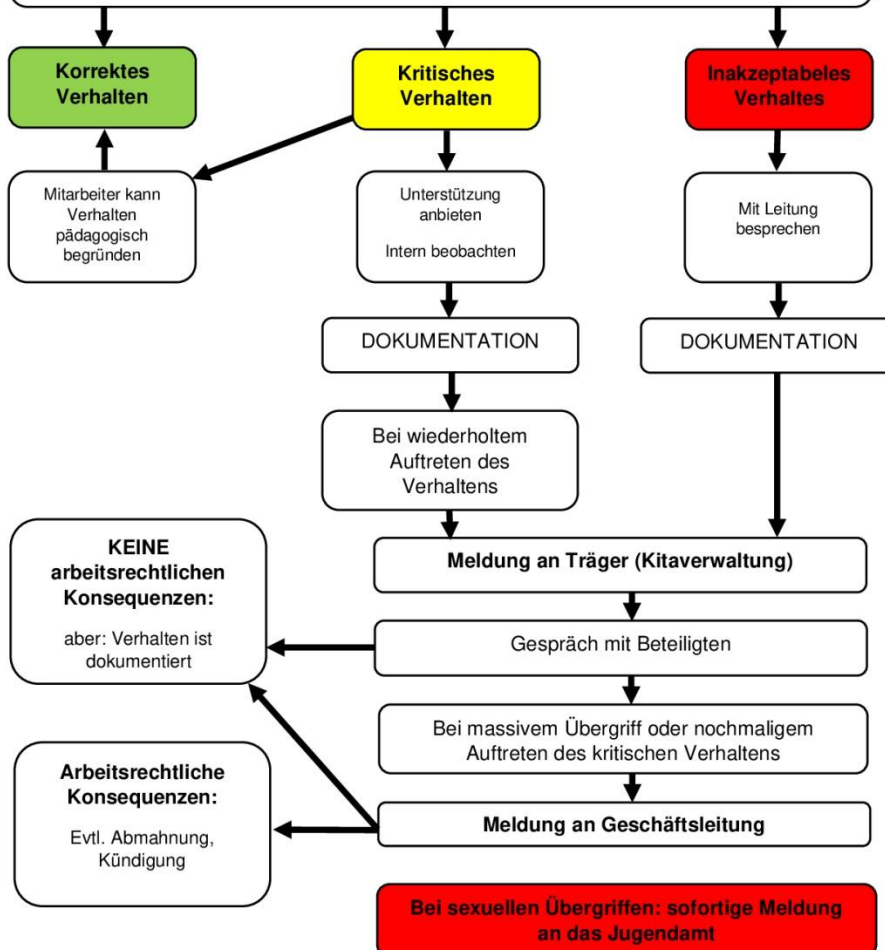 Korrektes
Verhalten
Kritisches
Verhalten
Inakzeptabeles
Verhaltes
Mitarbeiter kann
Verhalten
pädagogisch
begründen
Unterstützung
anbieten
Intern beobachten
Mit Leitung
besprechen
DOKUMENTATION
DOKUMENTATION
Bei wiederholtem
Auftreten des
Verhaltens
KEINE
arbeitsrechtlichen
Konsequenzen:
aber: Verhalten ist
dokumentiert
Meldung an Träger (Kitaverwaltung)
Gespräch mit Beteiligten
Bei massivem Übergriff oder nochmaligem
Auftreten des kritischen Verhaltens
Arbeitsrechtliche
Konsequenzen:
Evtl. Abmahnung,
Kündigung
Meldung an Geschäftsleitung
Bei sexuellen Übergriffen: sofortige Meldung
an das Jugendamt